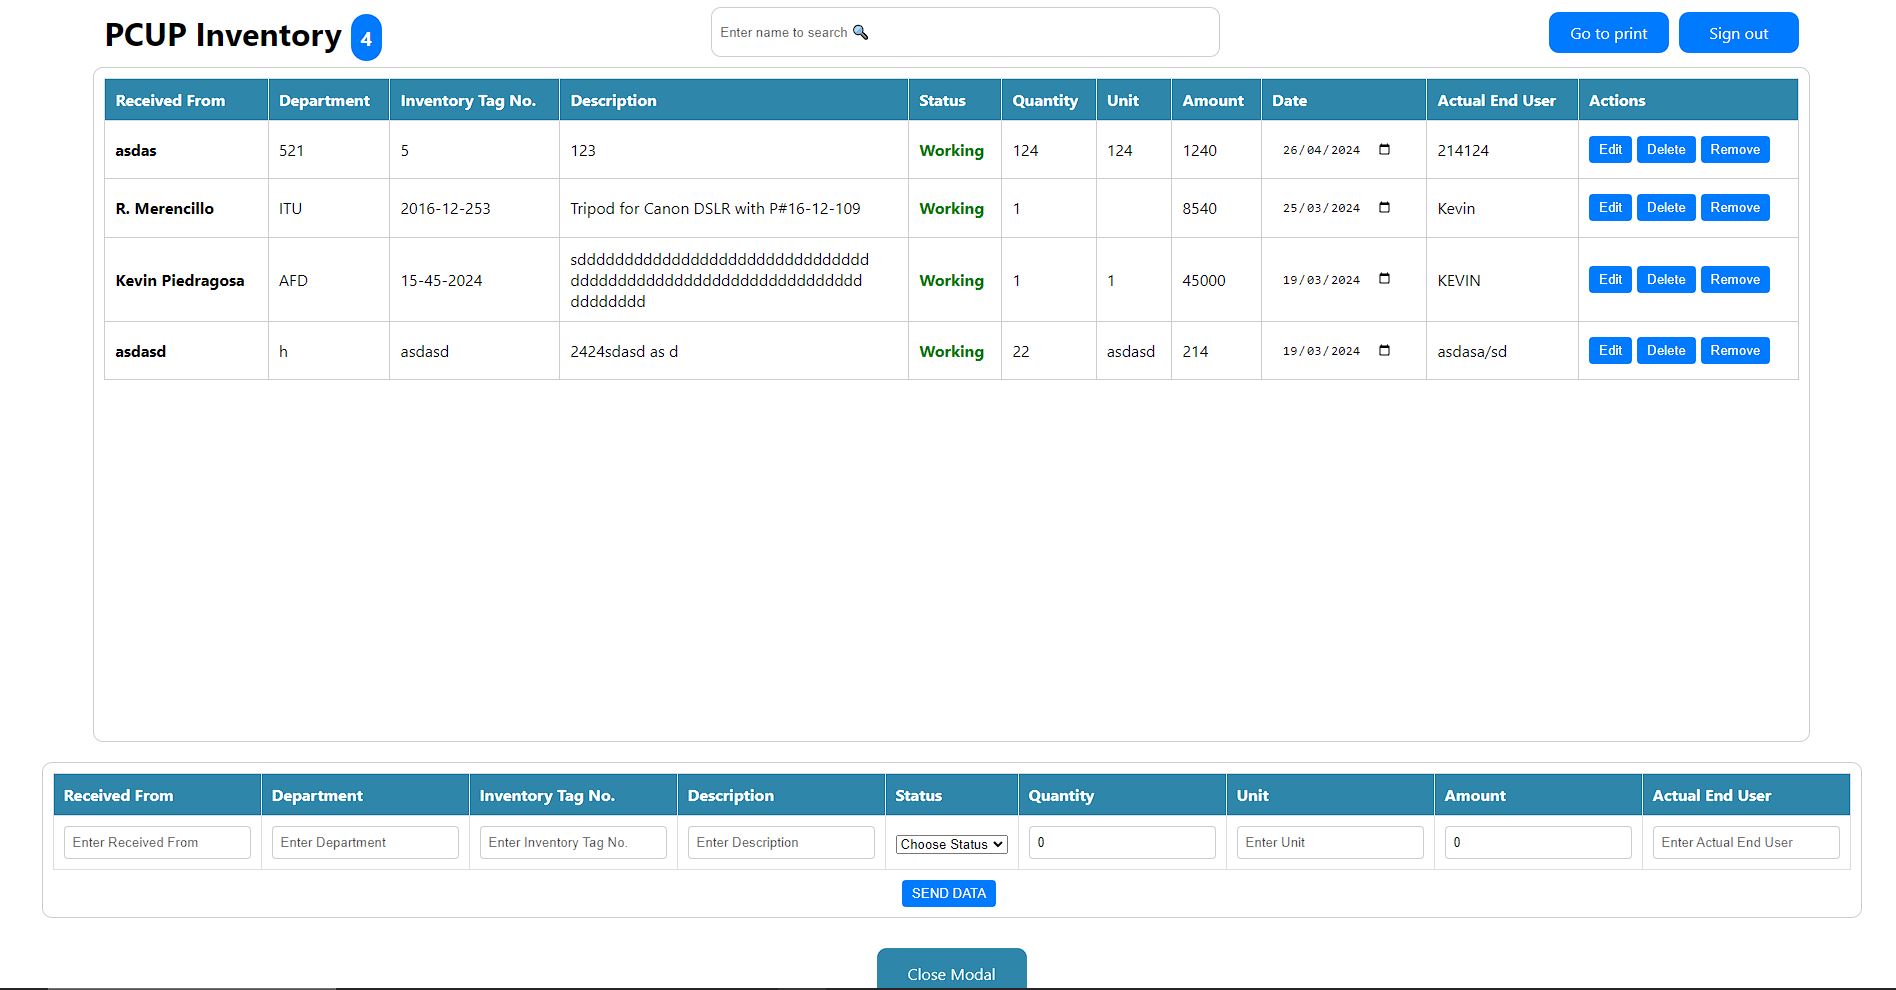 PCUP Inventory 4
Enter name to search 🔍
Go to print
Sign out
Received From Department Inventory Tag No. Description Status Quantity Unit Amount Date Actual End User Actions
asdas 521 5 123 Working 124 124 1240 26/04/2024 214124 Edit Delete Remove
R. Merencillo ITU 2016-12-253 Tripod for Canon DSLR with P#16-12-109 Working 1 8540 25/03/2024 Kevin Edit Delete Remove
sddddddddddddddddddddddddddddddd
Kevin Piedragosa AFD 15-45-2024 ddddddddddddddddddddddddddddddd Working 1 1 45000 19/03/2024 KEVIN Edit Delete Remove
dddddddd
asdasd h asdasd 2424sdasd as d Working 22 asdasd 214 19/03/2024 asdasa/sd Edit Delete Remove
Received From Department Inventory Tag No. Description Status Quantity Unit Amount Actual End User
Enter Received From Enter Department Enter Inventory Tag No. Enter Description Choose Status 0 Enter Unit 0 Enter Actual End User
SEND DATA
Close Modal